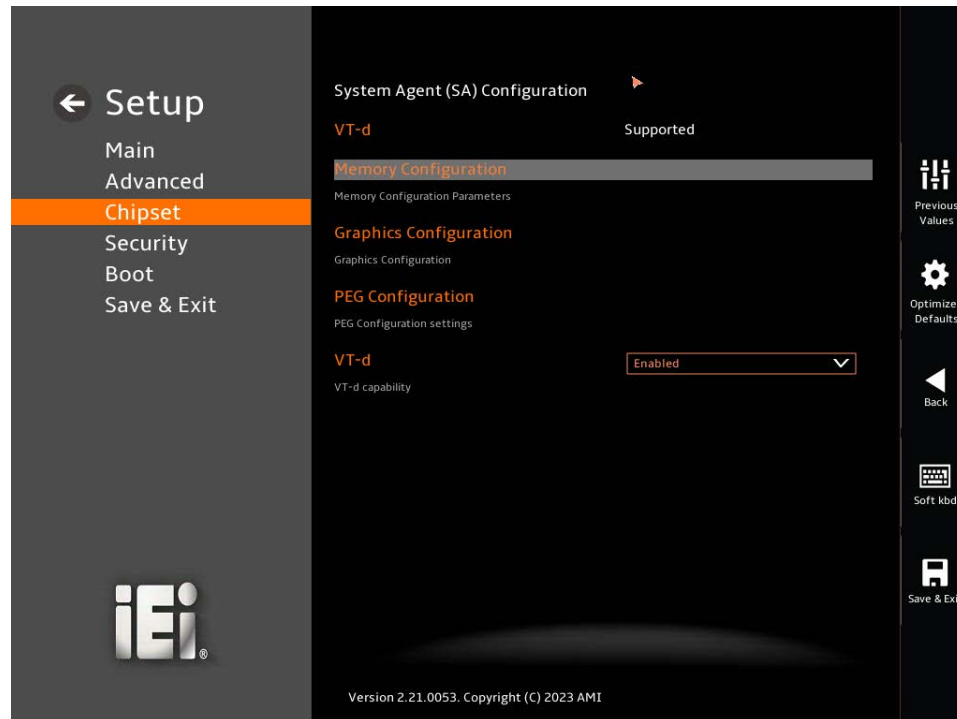 Setup
Main
Advanced
Chipset
Security
Boot
Save & Exit
iEi®
System Agent (SA) Configuration
VT-d Supported
Memory Configuration
Memory Configuration Parameters
Graphics Configuration
Graphics Configuration
PEG Configuration
PEG Configuration settings
VT-d Enabled
VT-d capability
Version 2.21.0053. Copyright (C) 2023 AMI
Previous
Values
Optimize
Defaults
Back
Soft kbd
Save & Exi